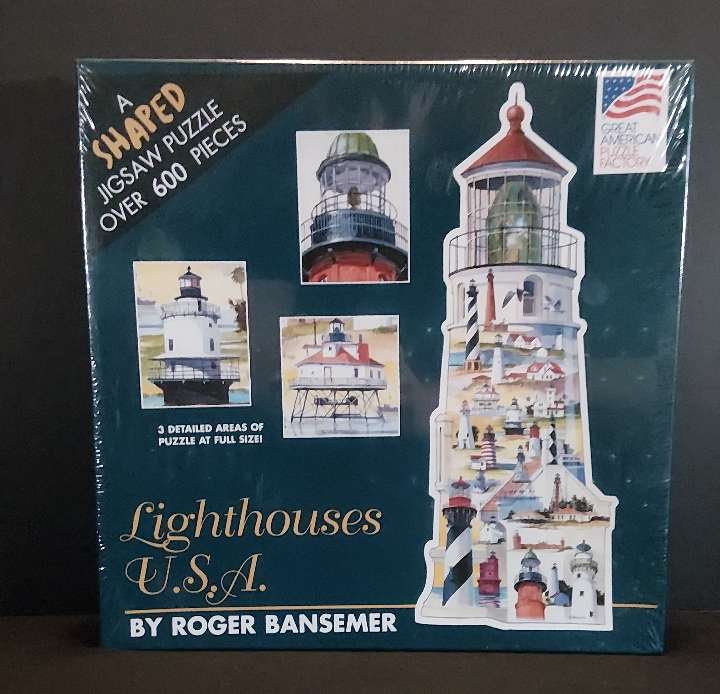 A
SHAPED
JIGSAW PUZZLE
OVER 600 PIECES
GREAT
AMERICAN
PUZZLE
FACTORY
3 DETAILED AREAS OF
PUZZLE AT FULL SIZE!
Lighthouses
U.S.A.
BY ROGER BANSEMER